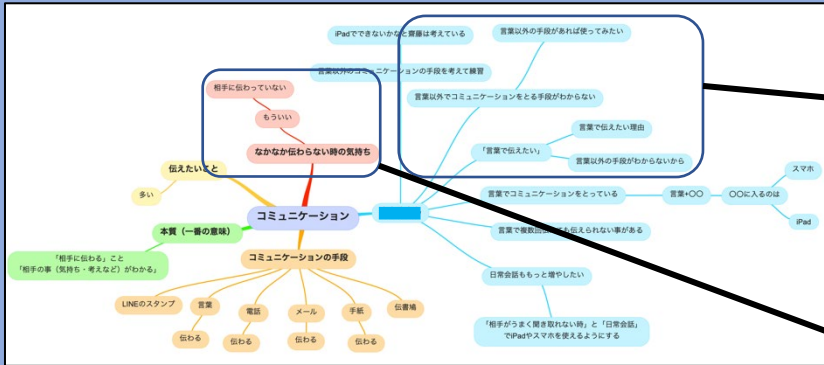 iPadでできないかなと齋藤は考えている
言葉以外の手段があれば使ってみたい
言葉以外のコミュニケーションの手段を考えて練習
相手に伝わっていない
もういい
なかなか伝わらない時の気持ち
言葉以外でコミュニケーションをとる手段がわからない
「言葉で伝えたい」
言葉で伝えたい理由
言葉以外の手段がわからないから
伝えたいこと
多い
コミュニケーション
本質（一番の意味）
「相手に伝わる」こと
「相手の事（気持ち・考えなど）がわかる」
コミュニケーションの手段
LINEのスタンプ
言葉
電話
メール
手紙
伝書鳩
伝わる
伝わる
伝わる
伝わる
言葉でコミュニケーションをとっている
言葉+〇〇
〇〇に入るのは
スマホ
iPad
言葉で複数回
も伝えられない事がある
日常会話ももっと増やしたい
「相手がうまく聞き取れない時」と「日常会話」
でiPadやスマホを使えるようにする